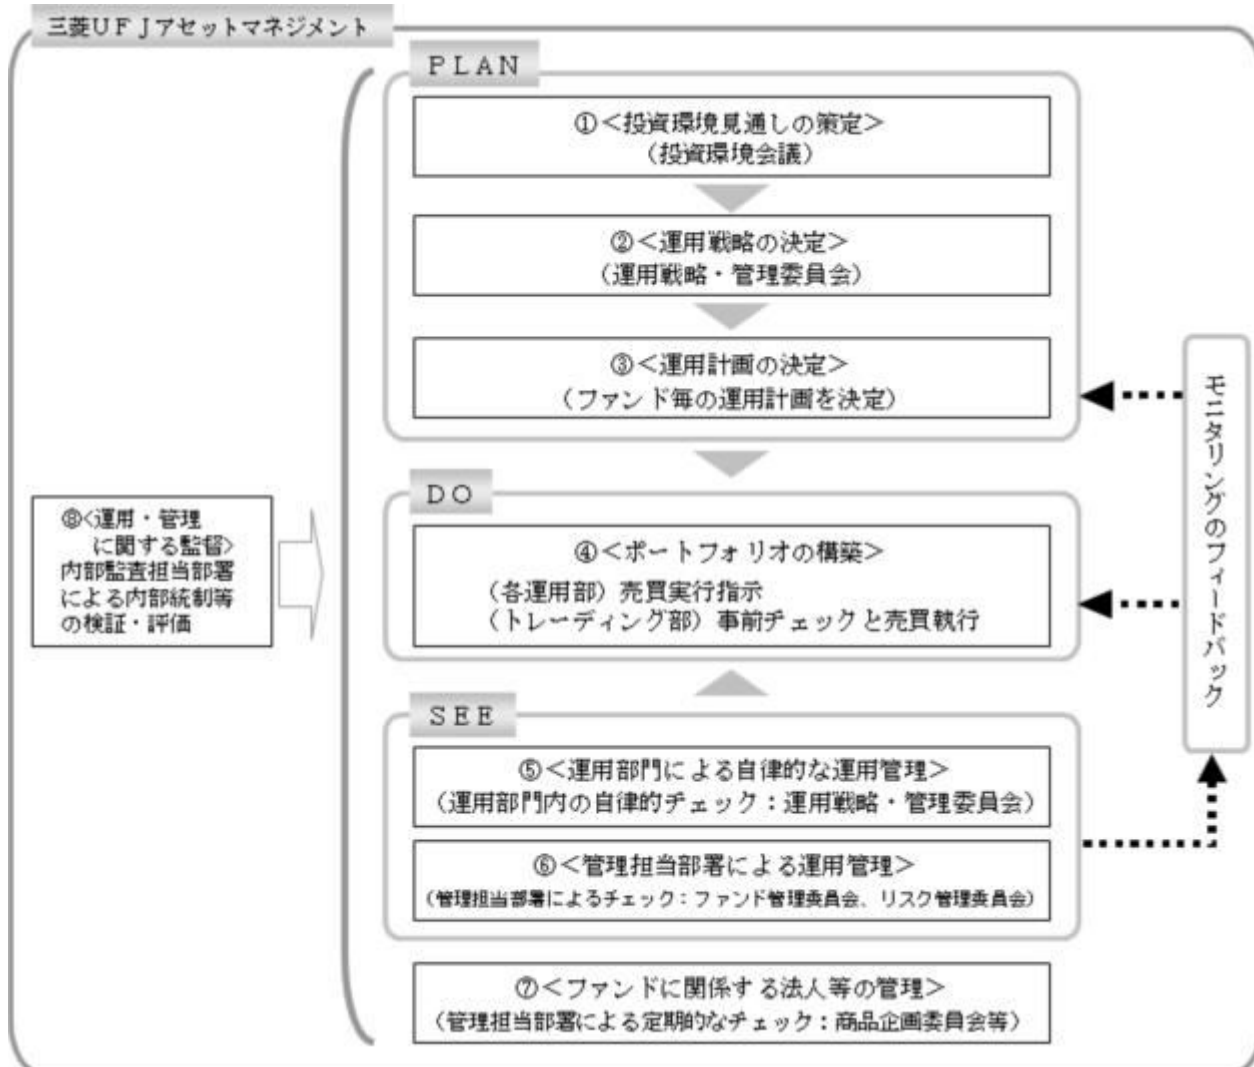 三菱UFJアセットマネジメント
PLAN
①<投資環境見通しの策定>
(投資環境会議)
②<運用戦略の決定>
(運用戦略・管理委員会)
③<運用計画の決定>
(ファンド毎の運用計画を決定)
DO
④<ポートフォリオの構築>
(各運用部)売買実行指示
(トレーディング部)事前チェックと売買執行
SEE
⑤<運用部門による自律的な運用管理>
(運用部門内の自律的チェック:運用戦略・管理委員会)
⑥<管理担当部署による運用管理>
(管理担当部署によるチェック:ファンド管理委員会、リスク管理委員会)
⑦<ファンドに関係する法人等の管理>
(管理担当部署による定期的なチェック:商品企画委員会等)
⑧<運用・管理
に関する監督>
内部監査担当部署
による内部統制等
の検証・評価
モニタリングのフィードバック